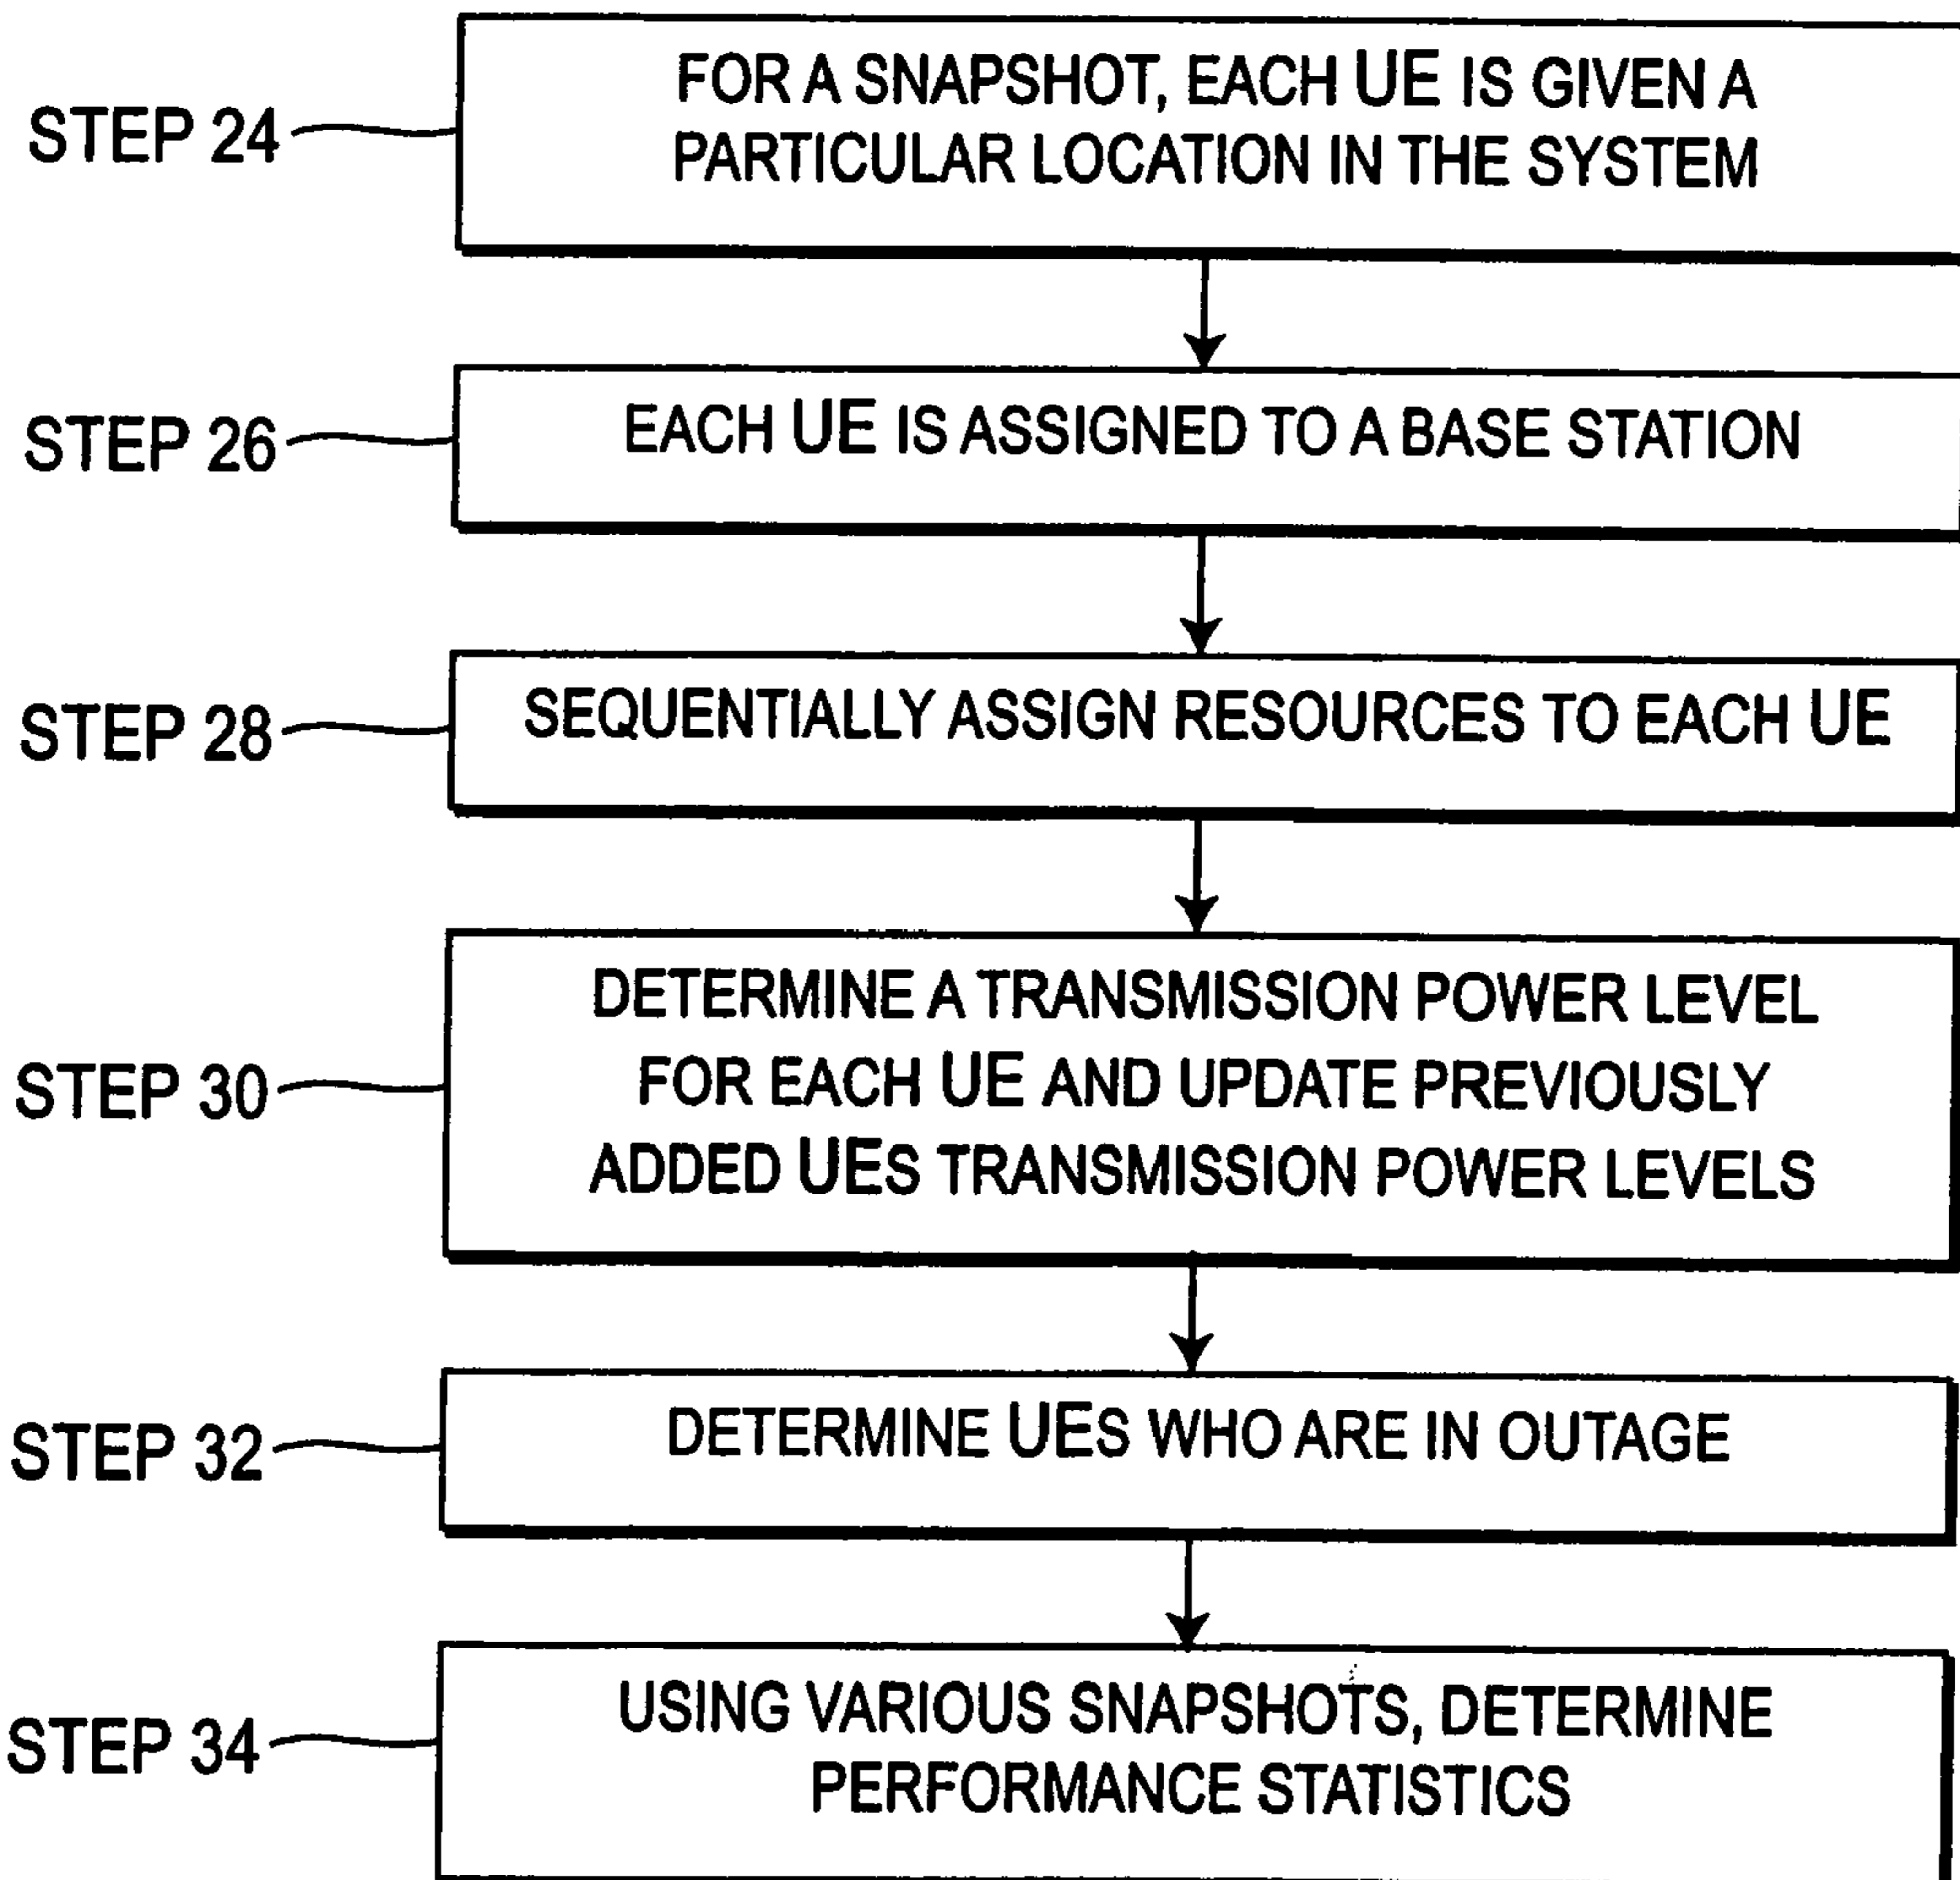 STEP 24
FOR A SNAPSHOT, EACH UE IS GIVEN A
PARTICULAR LOCATION IN THE SYSTEM
STEP 26
EACH UE IS ASSIGNED TO A BASE STATION
STEP 28
SEQUENTIALLY ASSIGN RESOURCES TO EACH UE
STEP 30
DETERMINE A TRANSMISSION POWER LEVEL
FOR EACH UE AND UPDATE PREVIOUSLY
ADDED UES TRANSMISSION POWER LEVELS
STEP 32
DETERMINE UES WHO ARE IN OUTAGE
STEP 34
USING VARIOUS SNAPSHOTS, DETERMINE
PERFORMANCE STATISTICS